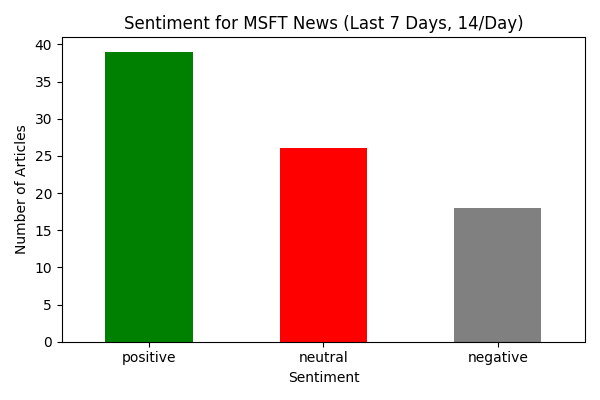 Sentiment for MSFT News (Last 7 Days, 14/Day)
Number of Articles
40
35
30
25
20
15
10
5
0
positive neutral negative
Sentiment